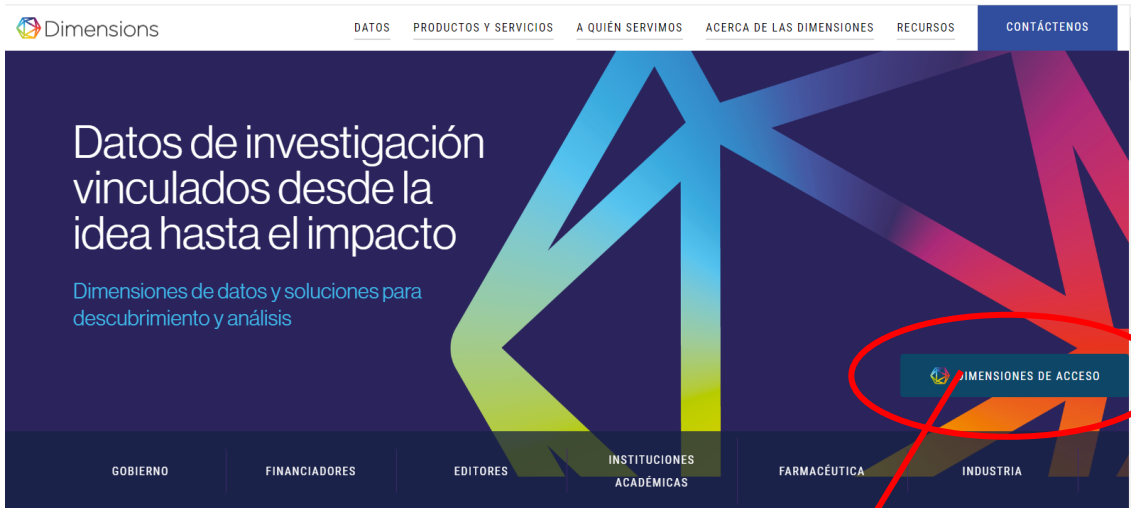 Dimensions
DATOS
PRODUCTOS Y SERVICIOS
A QUIÉN SERVIMOS
ACERCA DE LAS DIMENSIONES
RECURSOS
CONTÁCTENOS
Datos de investigación
vinculados desde la
idea hasta el impacto
Dimensiones de datos y soluciones para
descubrimiento y análisis
DIMENSIONES DE ACCESO
GOBIERNO
FINANCIADORES
EDITORES
INSTITUCIONES
ACADÉMICAS
FARMACÉUTICA
INDUSTRIA